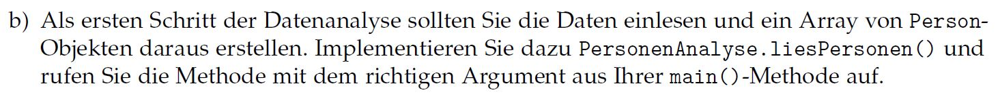 b) Als ersten Schritt der Datenanalyse sollten Sie die Daten einlesen und ein Array von Person-
Objekten daraus erstellen. Implementieren Sie dazu PersonenAnalyse.liesPersonen() und
rufen Sie die Methode mit dem richtigen Argument aus Ihrer main()-Methode auf.